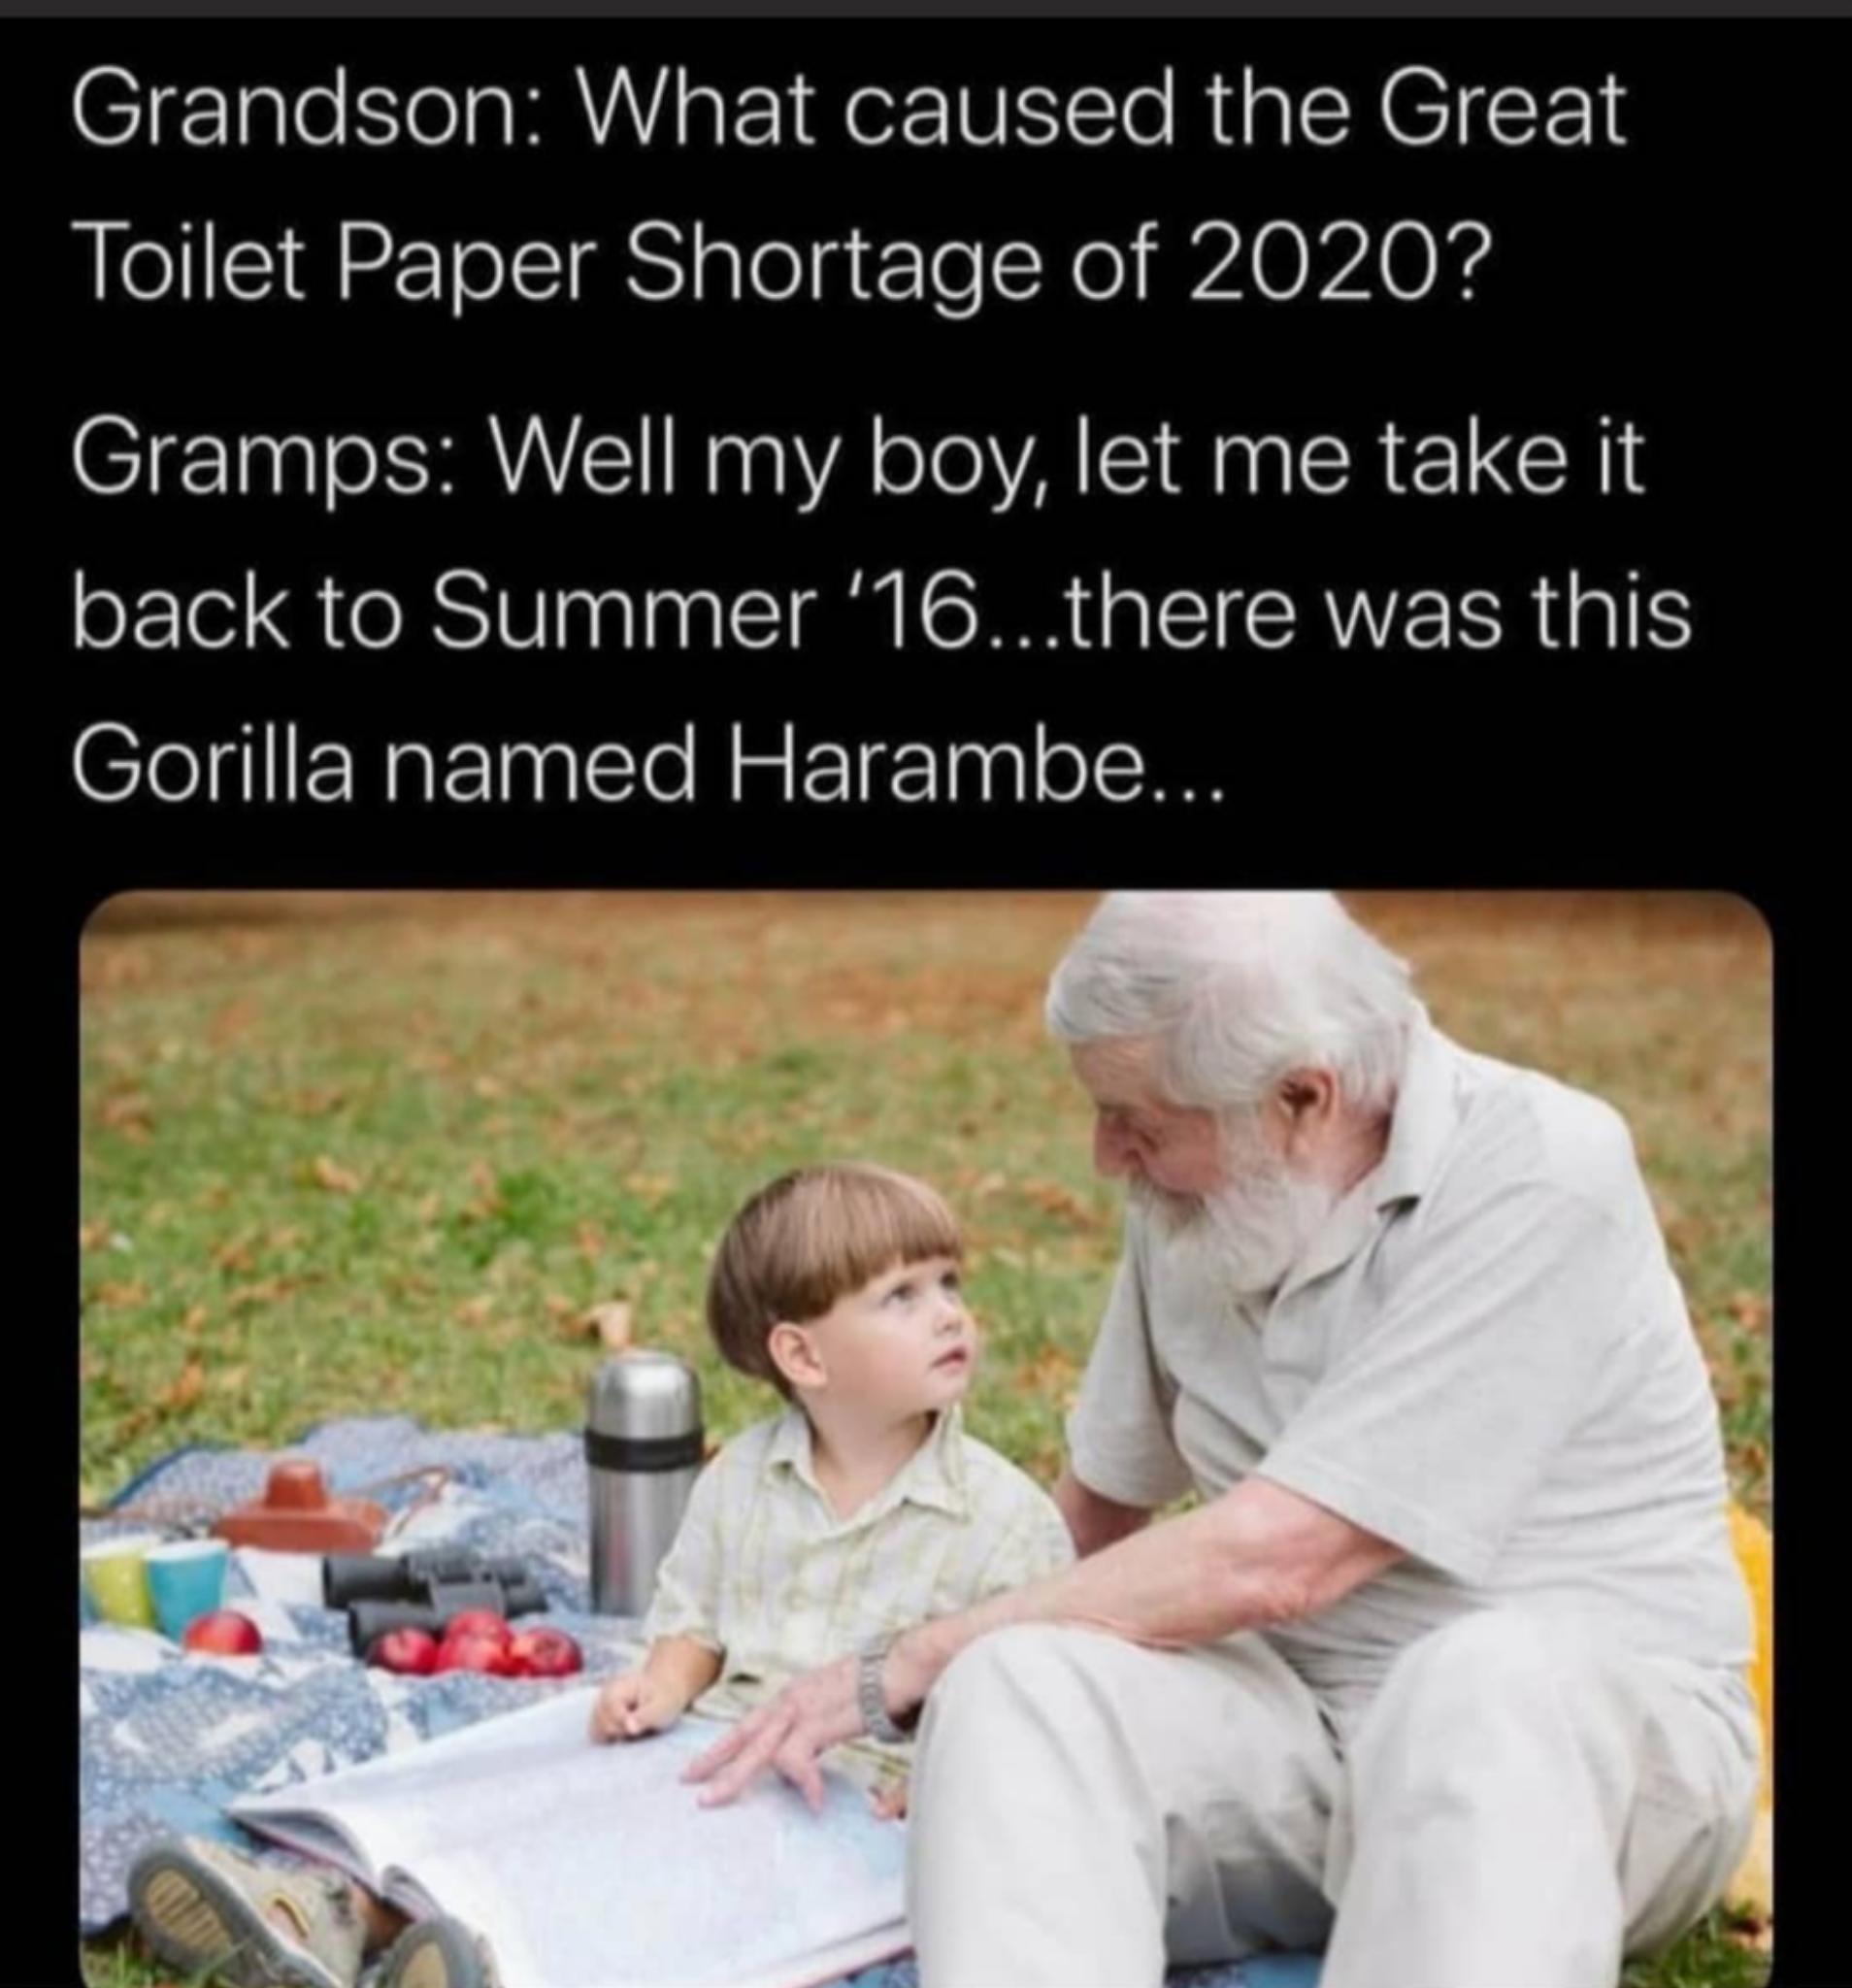 Grandson: What caused the Great
Toilet Paper Shortage of 2020?
Gramps: Well my boy, let me take it
back to Summer ‘16...there was this
Gorilla named Harambe...